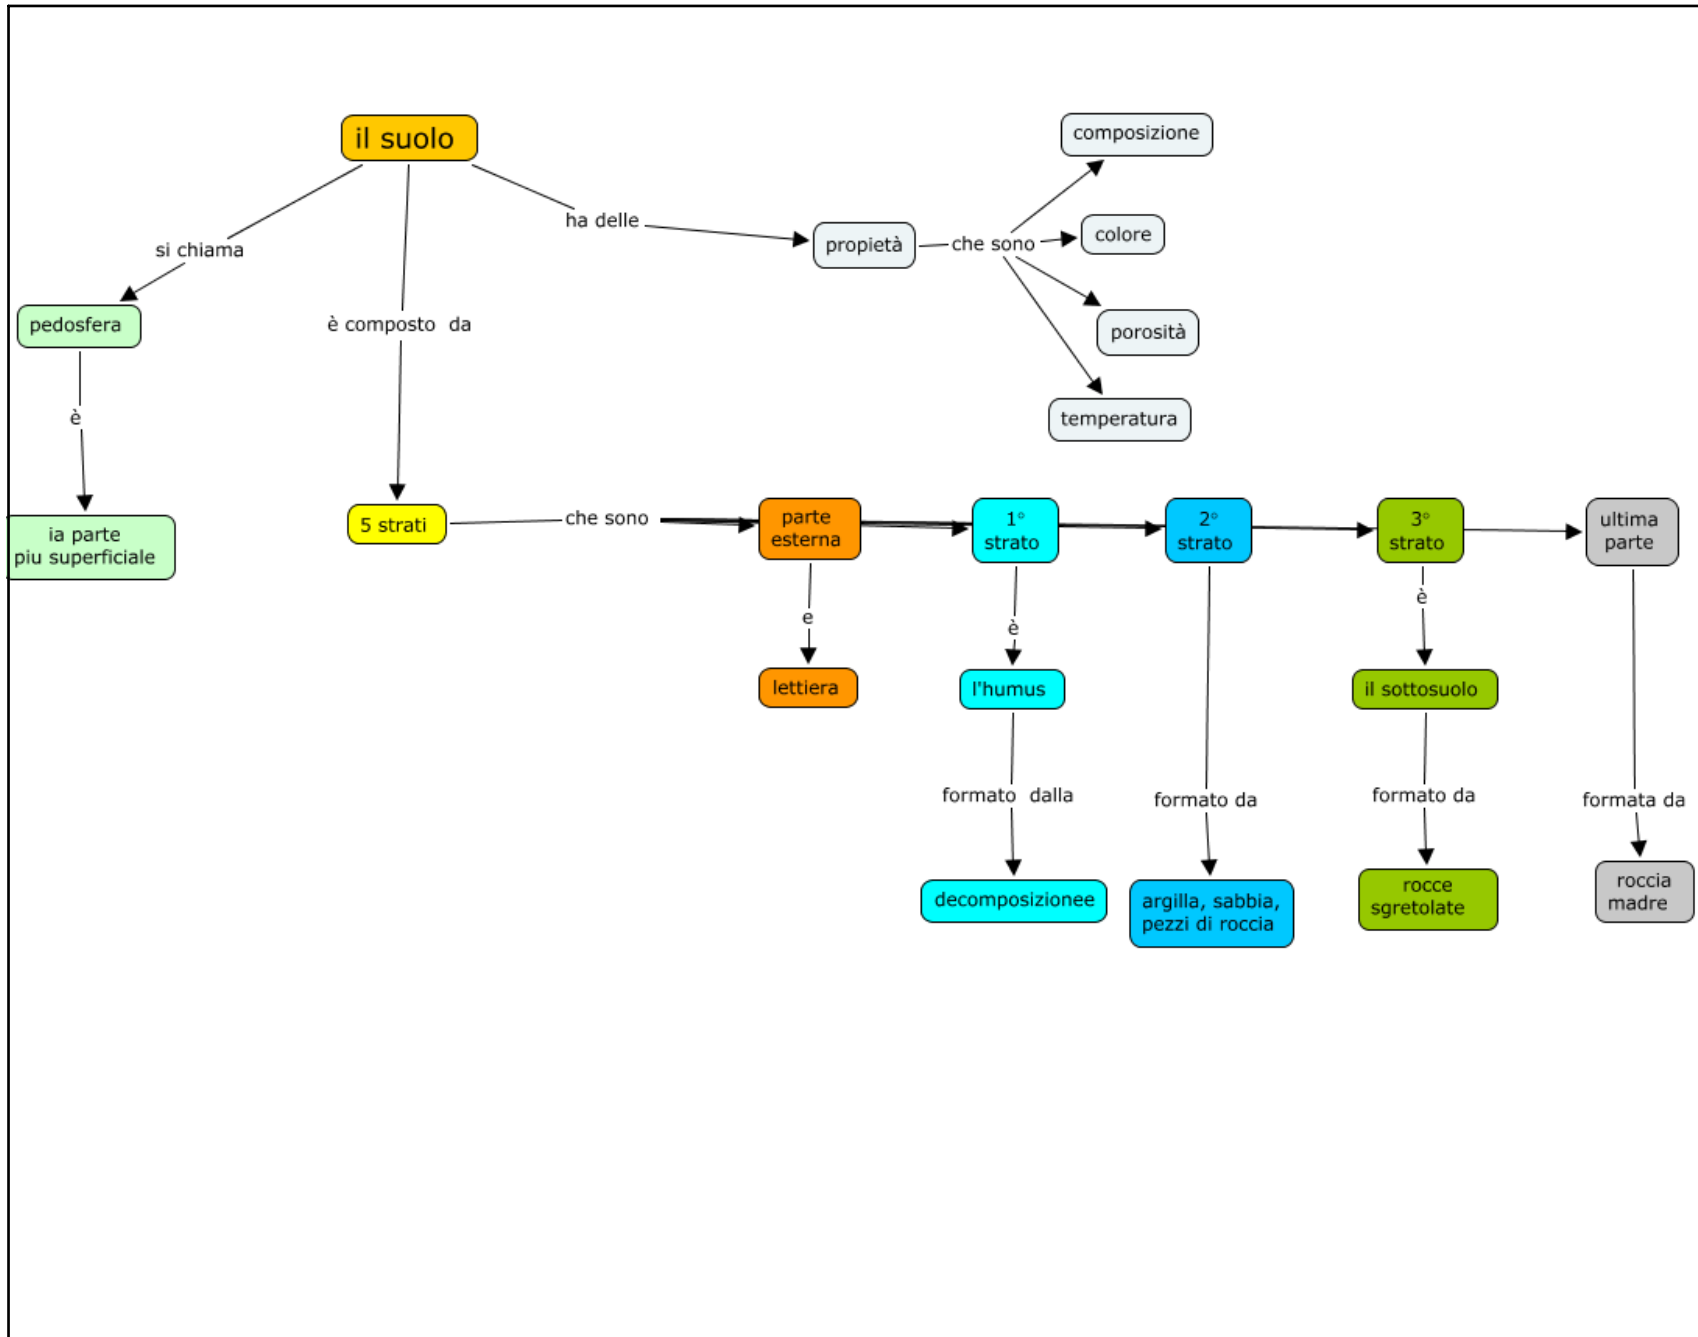 il suolo
composizione
ha delle
colore
propietà
che sono
si chiama
pedosfera
è composto  da
porosità
è
temperatura
ia parte
piu superficiale
5 strati
che sono
parte
esterna
1°
strato
2°
strato
3°
strato
ultima
parte
e
è
è
lettiera
l'humus
il sottosuolo
formato  dalla
formato da
formato da
formata da
decomposizionee
argilla, sabbia,
pezzi di roccia
rocce
sgretolate
roccia
madre